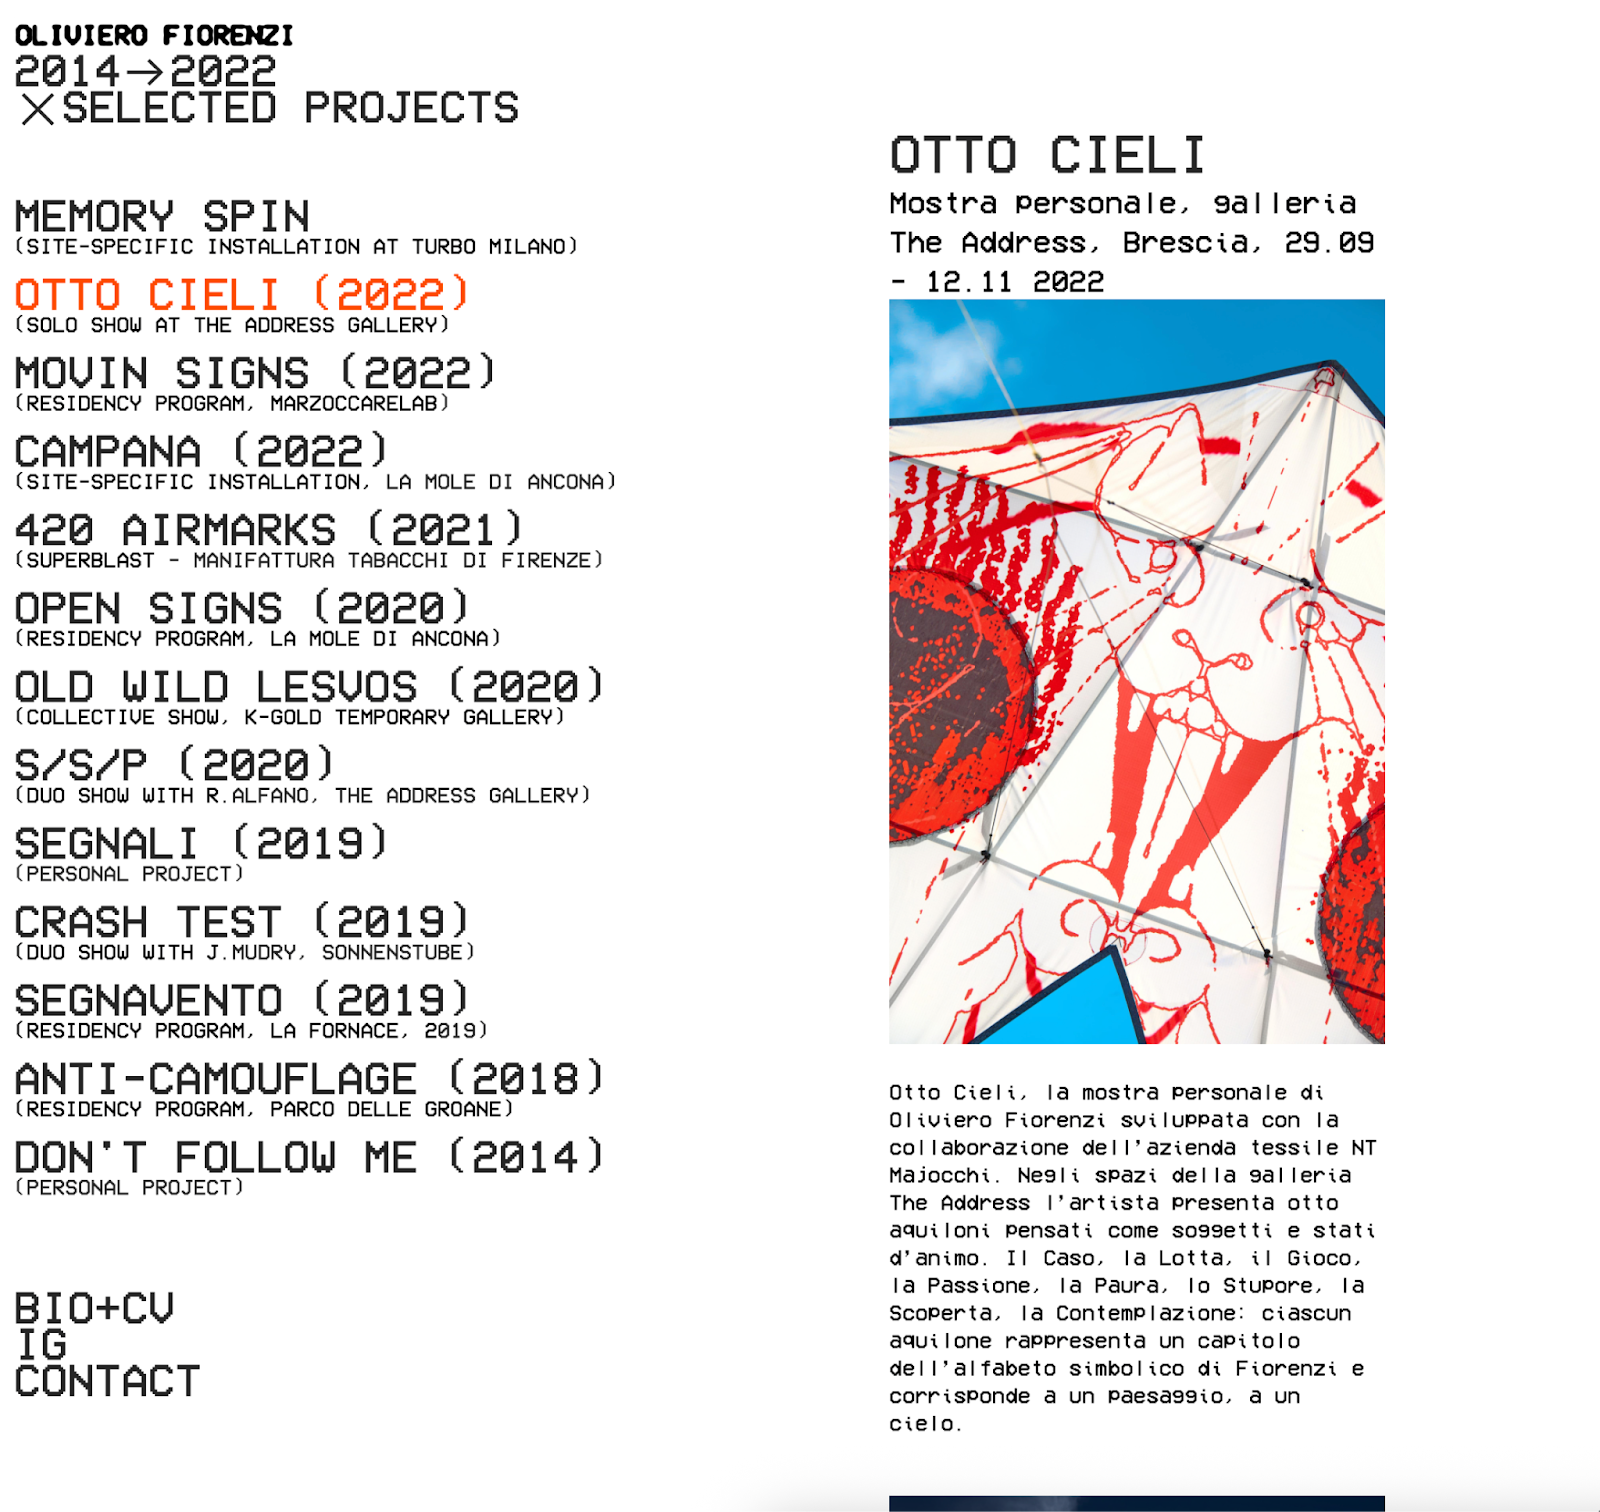 OLIVIERO FIORENZI
2014→2022
×SELECTED PROJECTS
MEMORY SPIN
(SITE-SPECIFIC INSTALLATION AT TURBO MILANO)
OTTO CIELI (2022)
(SOLO SHOW AT THE ADDRESS GALLERY)
MOVIN SIGNS (2022)
(RESIDENCY PROGRAM, MARZOCCARELAB)
CAMPANA (2022)
(SITE-SPECIFIC INSTALLATION, LA MOLE DI ANCONA)
420 AIRMARKS (2021)
(SUPERBLAST - MANIFATTURA TABACCHI DI FIRENZE)
OPEN SIGNS (2020)
(RESIDENCY PROGRAM, LA MOLE DI ANCONA)
OLD WILD LESVOS (2020)
(COLLECTIVE SHOW, K-GOLD TEMPORARY GALLERY)
S/S/P (2020)
(DUO SHOW WITH R.ALFANO, THE ADDRESS GALLERY)
SEGNALI (2019)
(PERSONAL PROJECT)
CRASH TEST (2019)
(DUO SHOW WITH J.MUDRY, SONNENSTUBE)
SEGNAVENTO (2019)
(RESIDENCY PROGRAM, LA FORNACE, 2019)
ANTI-CAMOUFLAGE (2018)
(RESIDENCY PROGRAM, PARCO DELLE GROANE)
DON'T FOLLOW ME (2014)
(PERSONAL PROJECT)
BIO+CV
IG
CONTACT
OTTO CIELI
Mostra personale, galleria
The Address, Brescia, 29.09
- 12.11 2022
Otto Cieli, la mostra personale di
Oliviero Fiorenzi sviluppata con la
collaborazione dell'azienda tessile NT
Majocchi. Negli spazi della galleria
The Address l'artista presenta otto
aquiloni pensati come soggetti e stati
d'animo. Il Caso, la Lotta, il Gioco,
la Passione, la Paura, lo Stupore, la
Scoperta, la Contemplazione: ciascun
aquilone rappresenta un capitolo
dell'alfabeto simbolico di Fiorenzi e
corrisponde a un paesaggio, a un
cielo.